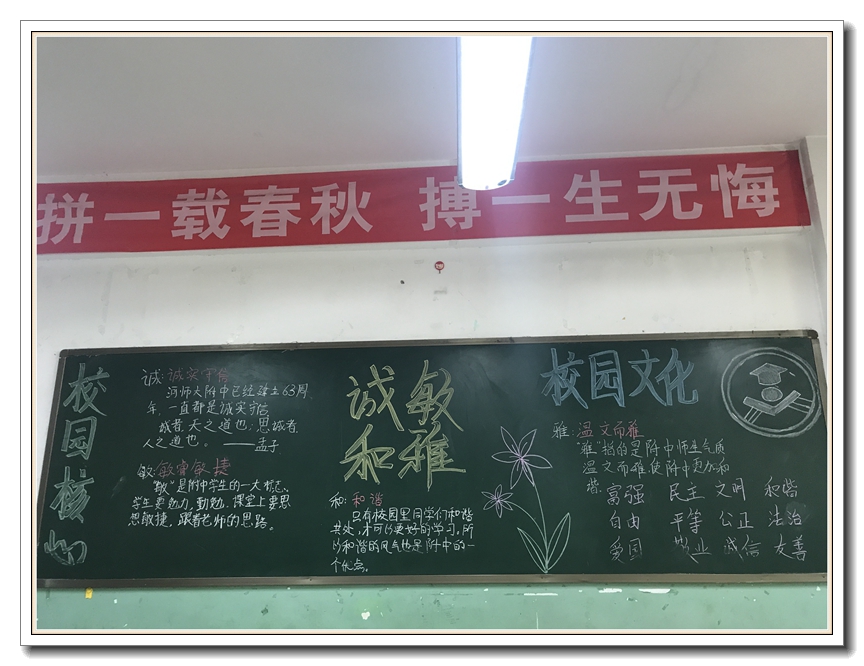 拼一载春秋 搏一生无悔
校园核心
诚:诚实守信
河师大附中已经建立63周
年,一直都是诚实守信
诚者,天之道也;思诚者,
人之道也。——孟子
敏:敏睿敏捷
"敏"是附中学生的一大标志、
学生要勉力,勤勉。课堂上要思
想敏捷,跟着老师的思路。
诚敏
和雅
和:和谐
只有校园里同学们和谐
共处,才可以更好的学习。所
以和谐的风气也是附中的一
个优会。
校园文化
雅:温文而雅
"雅"指的是附中师生气质
温文而雅使附中更加和
谐。
富强 民主 文明 和谐
自由 平等 公正 法治
爱国 敬业 诚信 友善